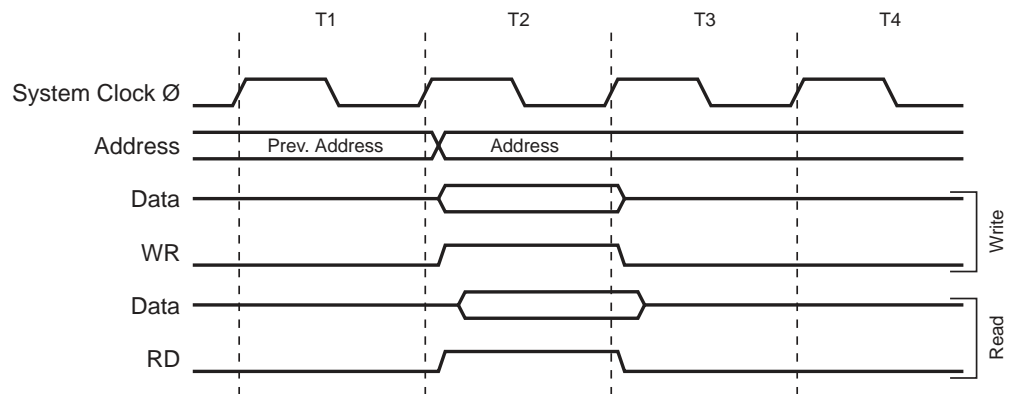 T1 T2 T3 T4
System Clock Ø
Address Prev. Address Address
Data
WR
Write
Data
RD
Read